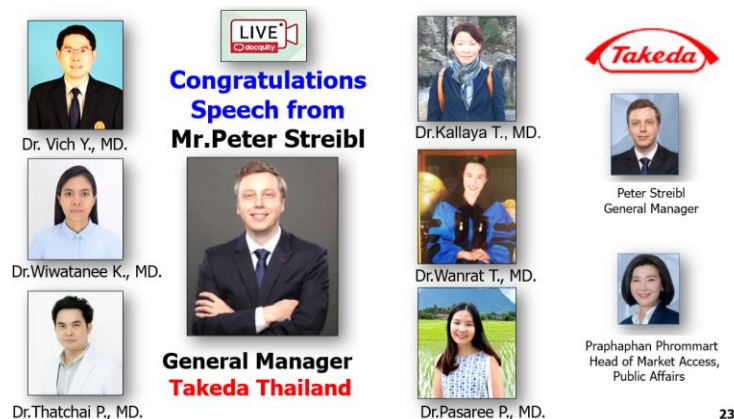 LIVE
docquity
Congratulations
Speech from
Mr.Peter Streibl
General Manager
Takeda Thailand
Dr. Vich Y., MD.
Dr.Wiwatanee K., MD.
Dr.Thatchai P., MD.
Dr.Kallaya T., MD.
Dr.Wanrat T., MD.
Dr.Pasaree P., MD.
Takeda
Peter Streibl
General Manager
Praphaphan Phrommart
Head of Market Access,
Public Affairs
23